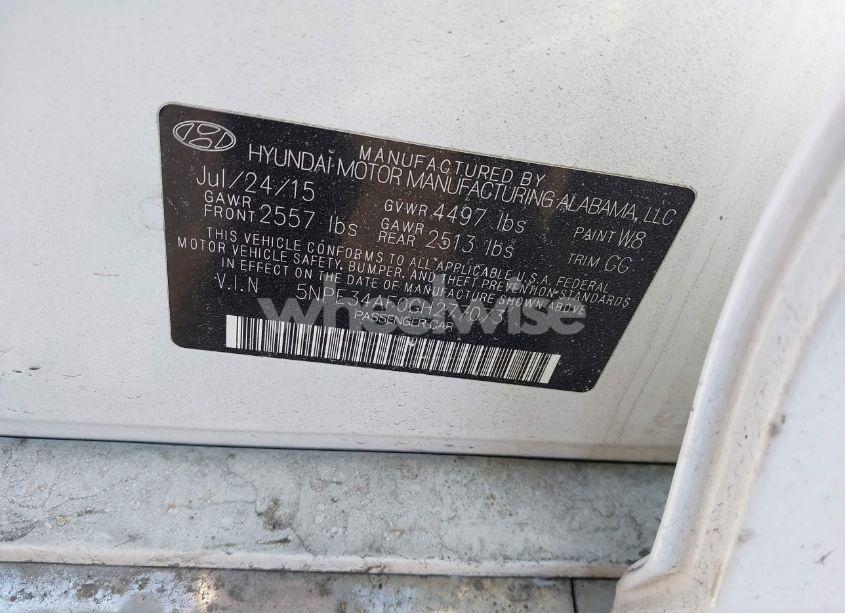 MANUFACTURED BY
HYUNDAI MOTOR MANUFACTURING ALABAMA, LLC
Jul/24/15
GAWR FRONT 2557 lbs
GVWR 4497 lbs
GAWR REAR 2513 lbs
PAINT W8
TRIM GG
THIS VEHICLE CONFORMS TO ALL APPLICABLE U.S.A. FEDERAL
MOTOR VEHICLE SAFETY, BUMPER, AND THEFT PREVENTION STANDARDS
IN EFFECT ON THE DATE OF MANUFACTURE SHOWN ABOVE.
V.I.N
PASSENGER CAR
wheelwise